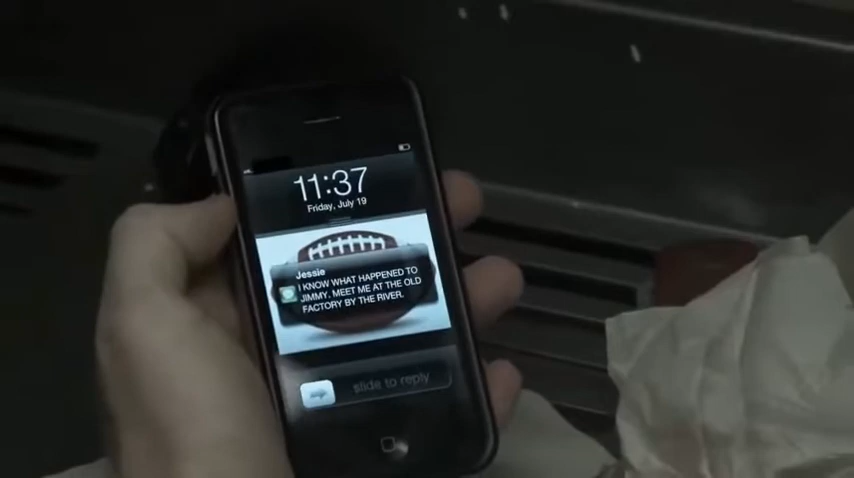 11:37
Friday, July 19
Jessie
I KNOW WHAT HAPPENED TO
JIMMY. MEET ME AT THE OLD
FACTORY BY THE RIVER.
slide to reply